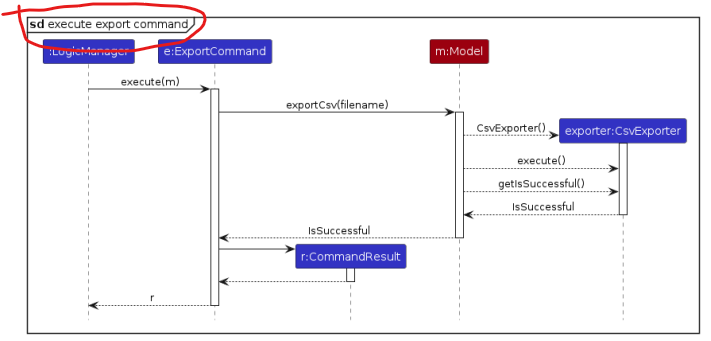 sd execute export command
:LogicManager
e:ExportCommand
m:Model
execute(m)
exportCsv(filename)
CsvExporter()
exporter:CsvExporter
execute()
getIsSuccessful()
IsSuccessful
IsSuccessful
r:CommandResult
r